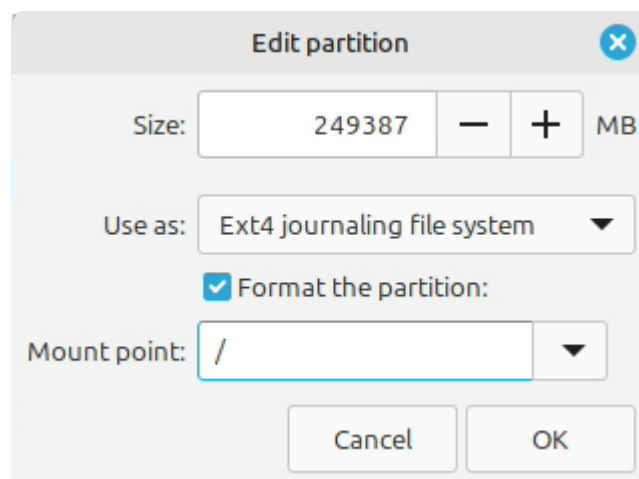 Edit partition
Size: 249387 MB
Use as: Ext4 journaling file system
Format the partition:
Mount point: /
Cancel OK